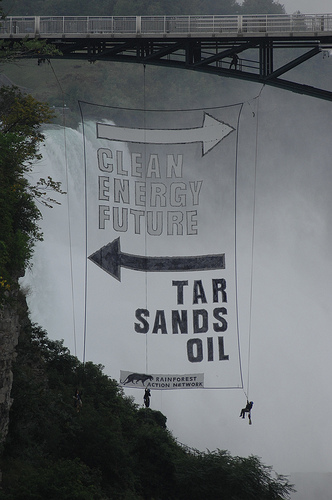 CLEAN
ENERGY
FUTURE
TAR
SANDS
OIL
RAINFOREST
ACTION NETWORK